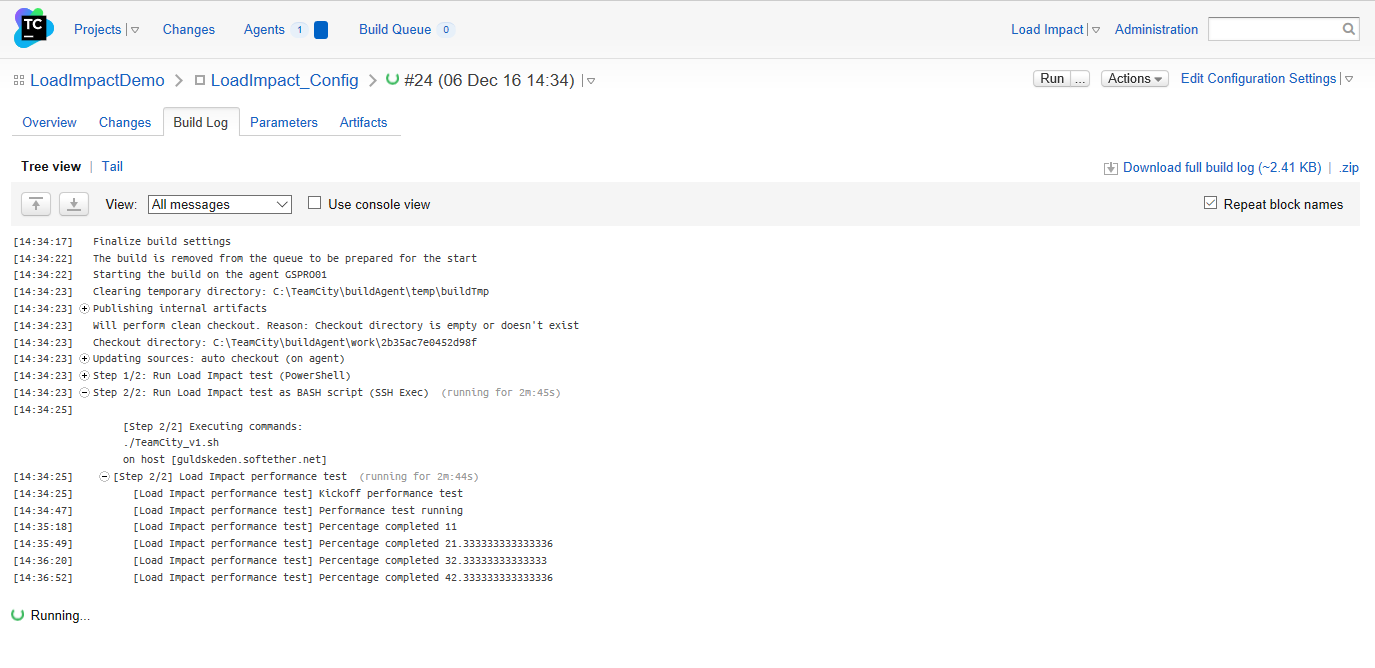 TC
Projects
Changes
Agents 1
Build Queue 0
Load Impact
Administration
LoadImpactDemo
LoadImpact_Config
#24 (06 Dec 16 14:34)
Run ...
Actions
Edit Configuration Settings
Overview
Changes
Build Log
Parameters
Artifacts
Tree view | Tail
Download full build log (~2.41 KB) | .zip
View: All messages
Use console view
Repeat block names
[14:34:17] Finalize build settings
[14:34:22] The build is removed from the queue to be prepared for the start
[14:34:22] Starting the build on the agent GSPRO01
[14:34:23] Clearing temporary directory: C:\TeamCity\buildAgent\temp\buildTmp
[14:34:23] Publishing internal artifacts
[14:34:23] Will perform clean checkout. Reason: Checkout directory is empty or doesn't exist
[14:34:23] Checkout directory: C:\TeamCity\buildAgent\work\2b35ac7e0452d98f
[14:34:23] Updating sources: auto checkout (on agent)
[14:34:23] Step 1/2: Run Load Impact test (PowerShell)
[14:34:23] Step 2/2: Run Load Impact test as BASH script (SSH Exec) (running for 2m:45s)
[14:34:25]
[Step 2/2] Executing commands:
./TeamCity_v1.sh
on host [guldskeden.softether.net]
[14:34:25] [Step 2/2] Load Impact performance test (running for 2m:44s)
[14:34:25] [Load Impact performance test] Kickoff performance test
[14:34:47] [Load Impact performance test] Performance test running
[14:35:18] [Load Impact performance test] Percentage completed 11
[14:35:49] [Load Impact performance test] Percentage completed 21.333333333333336
[14:36:20] [Load Impact performance test] Percentage completed 32.33333333333333
[14:36:52] [Load Impact performance test] Percentage completed 42.333333333333336
Running...